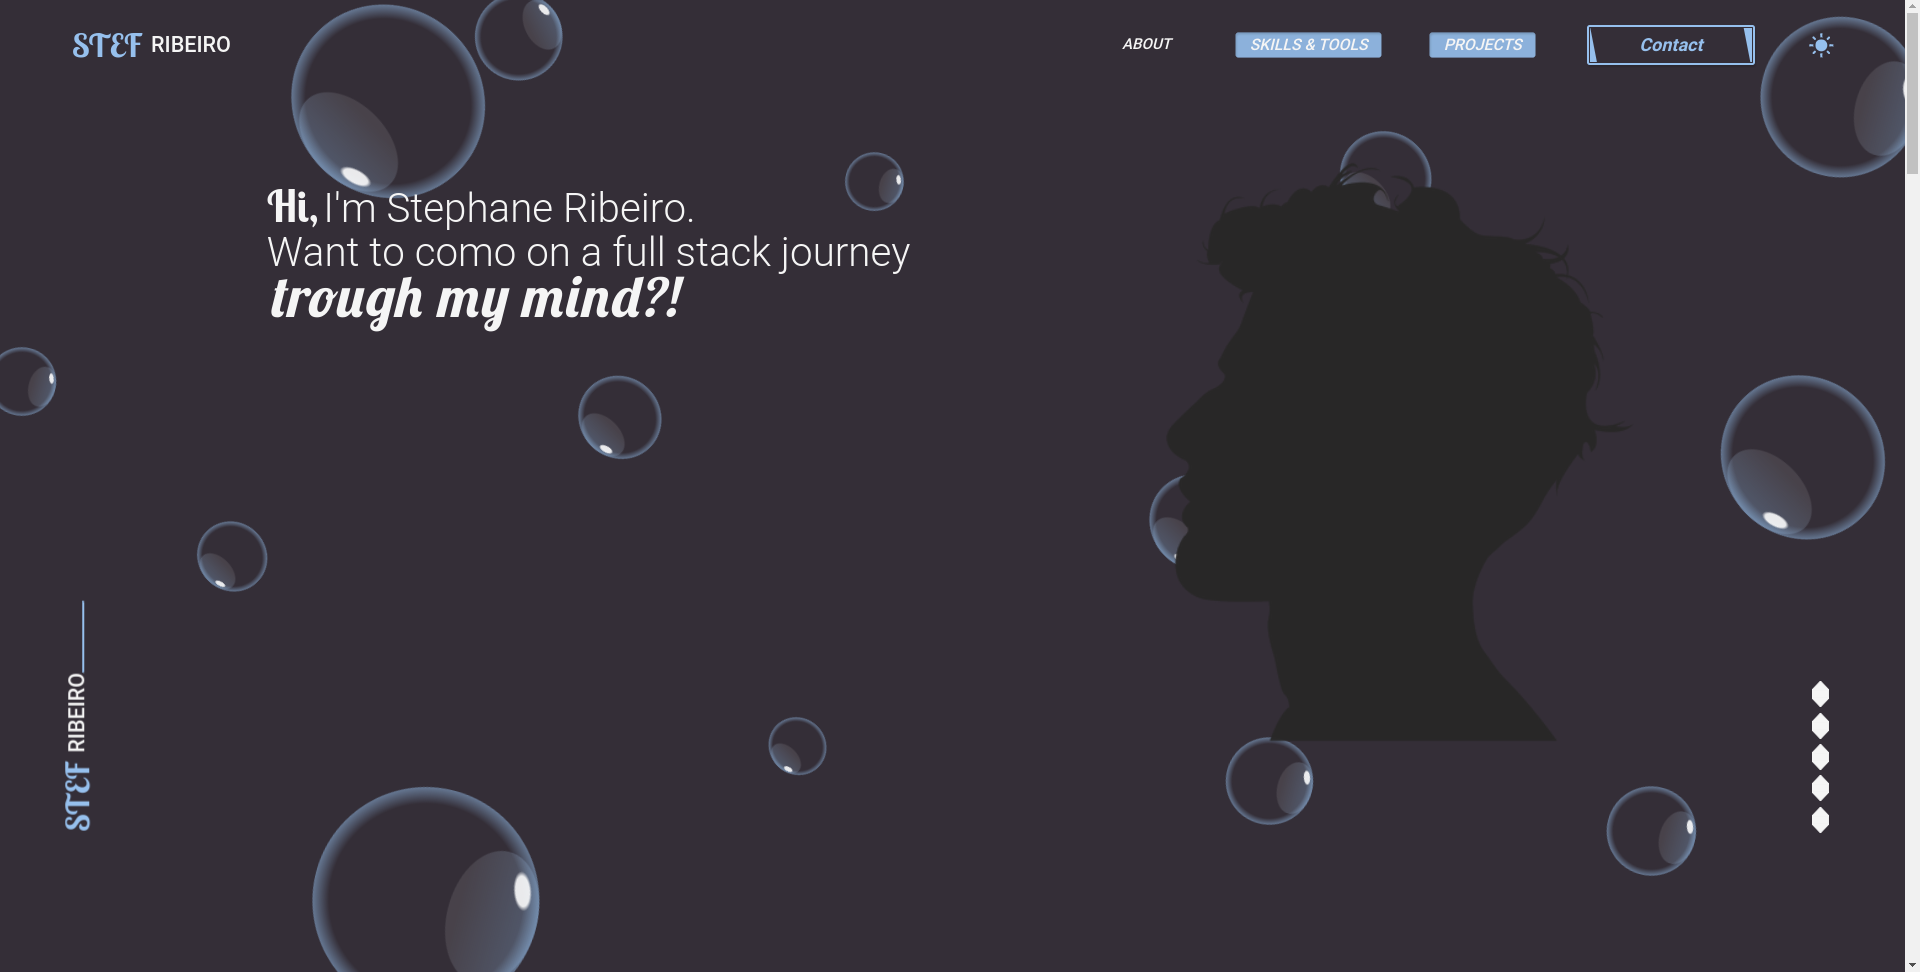 STEF RIBEIRO
ABOUT
SKILLS & TOOLS
PROJECTS
Contact
Hi, I'm Stephane Ribeiro.
Want to como on a full stack journey
trough my mind?!
STEF RIBEIRO